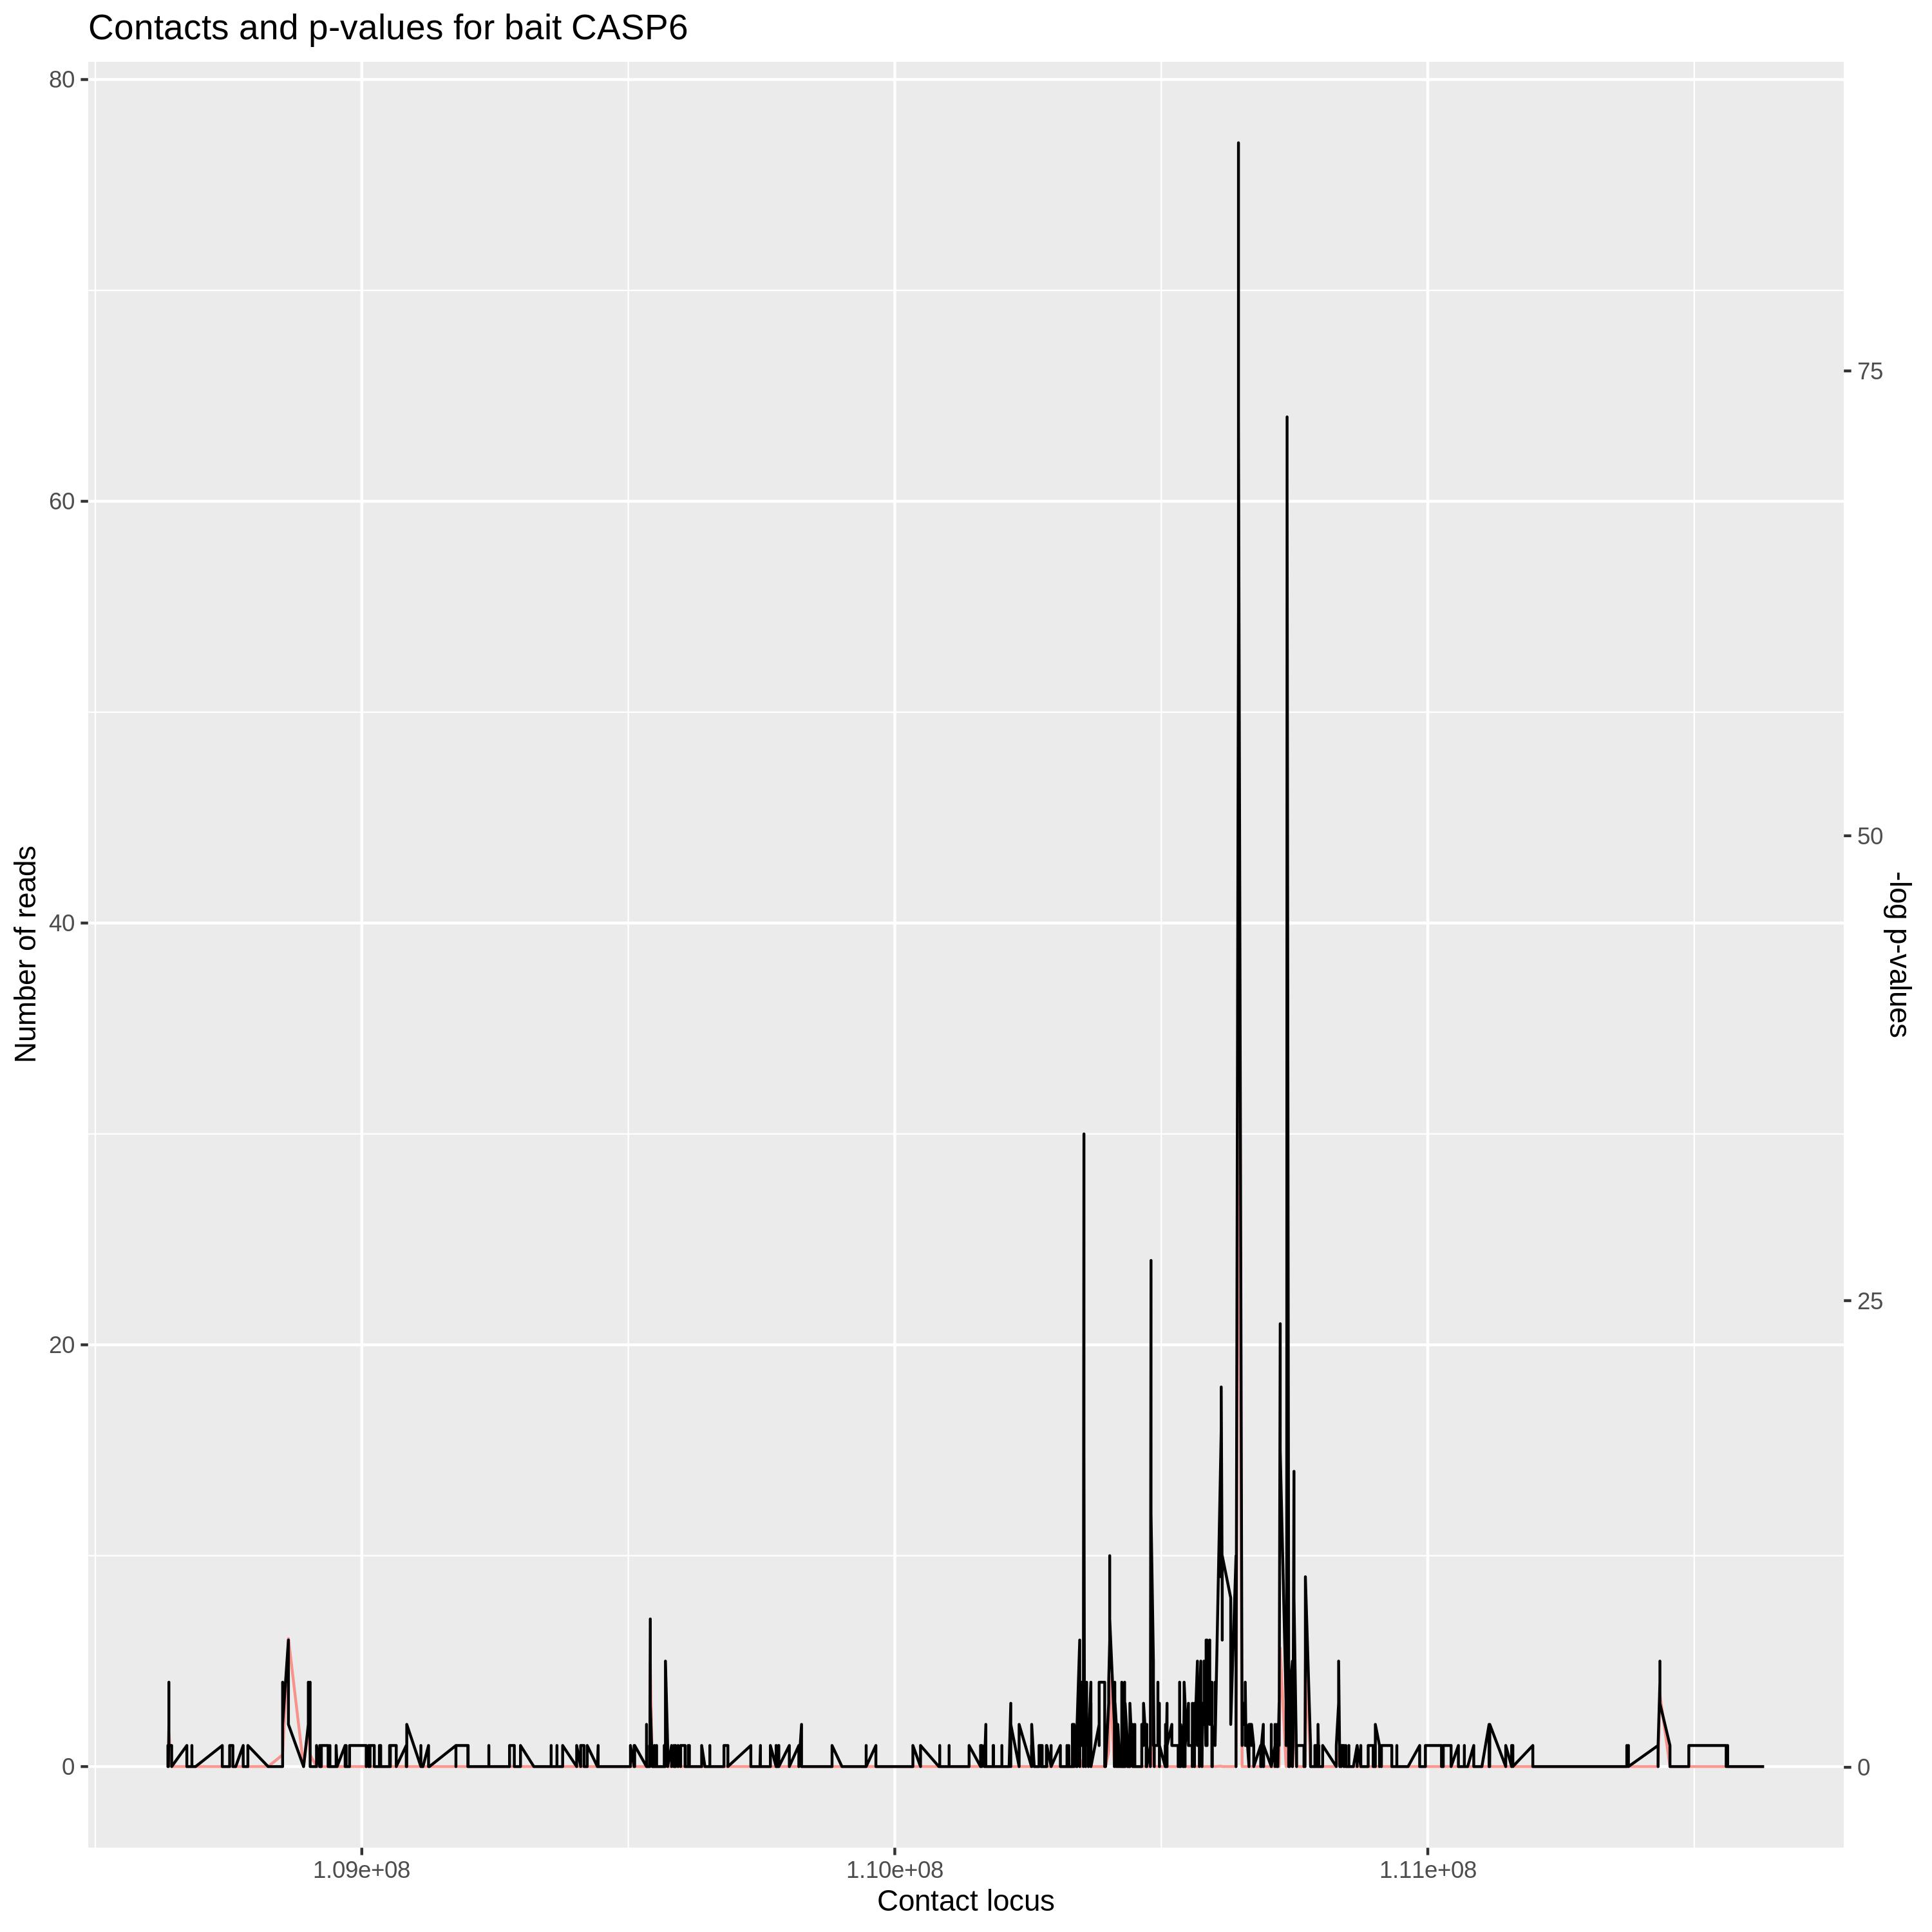 Contacts and p-values for bait CASP6
80
60
40
20
0
Number of reads
75
50
25
0
-log p-values
1.09e+08
1.10e+08
1.11e+08
Contact locus